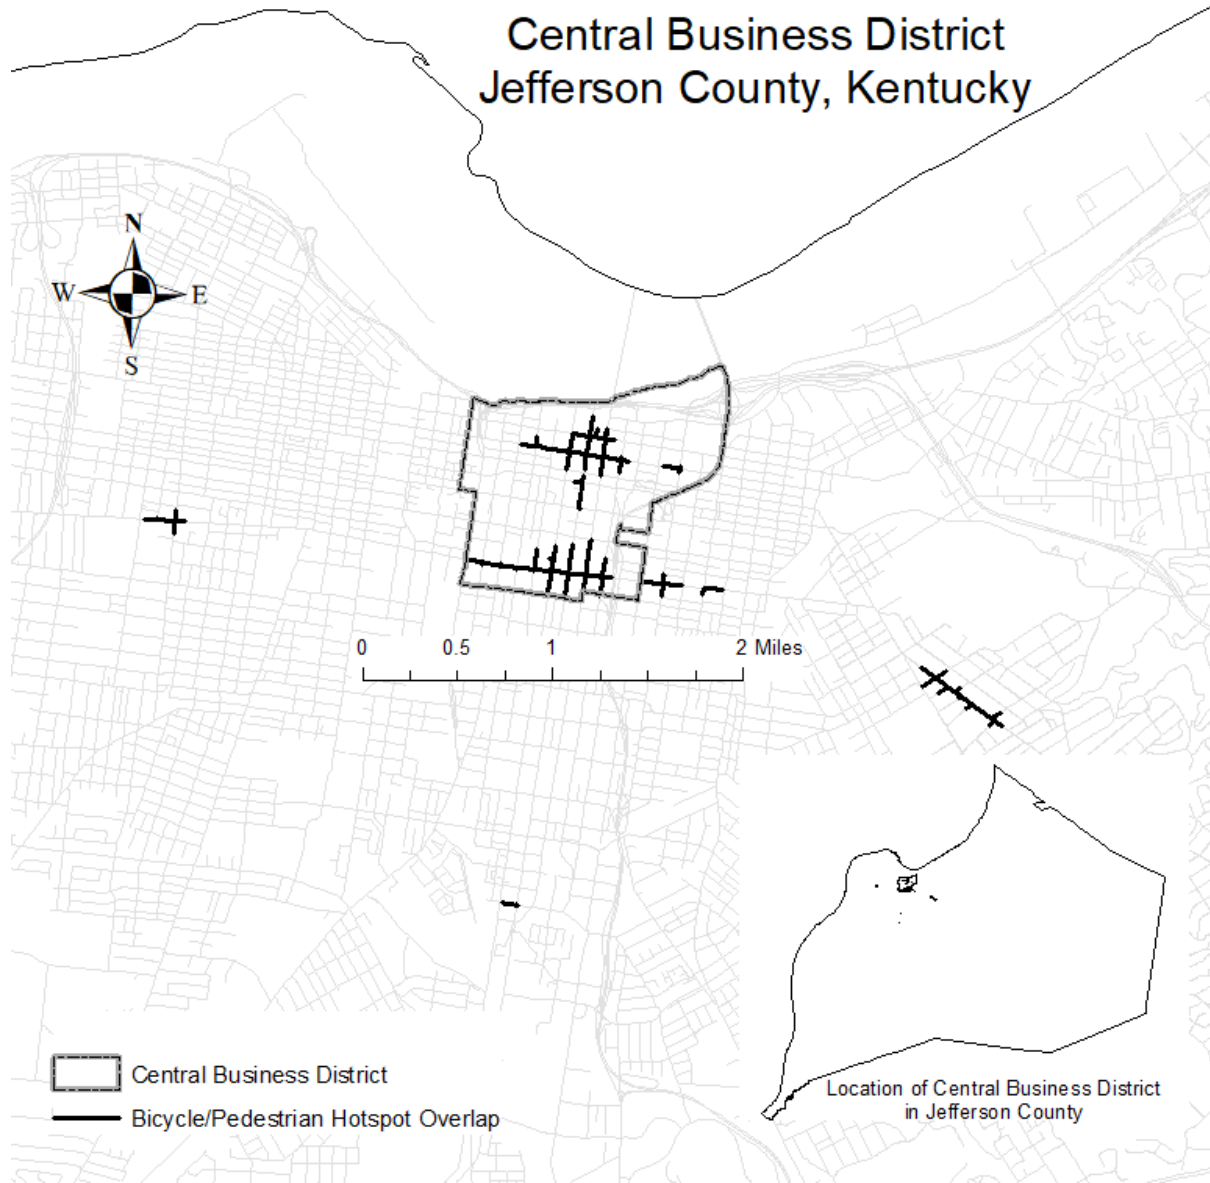 Central Business District
Jefferson County, Kentucky
N
W E
S
0 0.5 1 2 Miles
Central Business District
Bicycle/Pedestrian Hotspot Overlap
Location of Central Business District
in Jefferson County